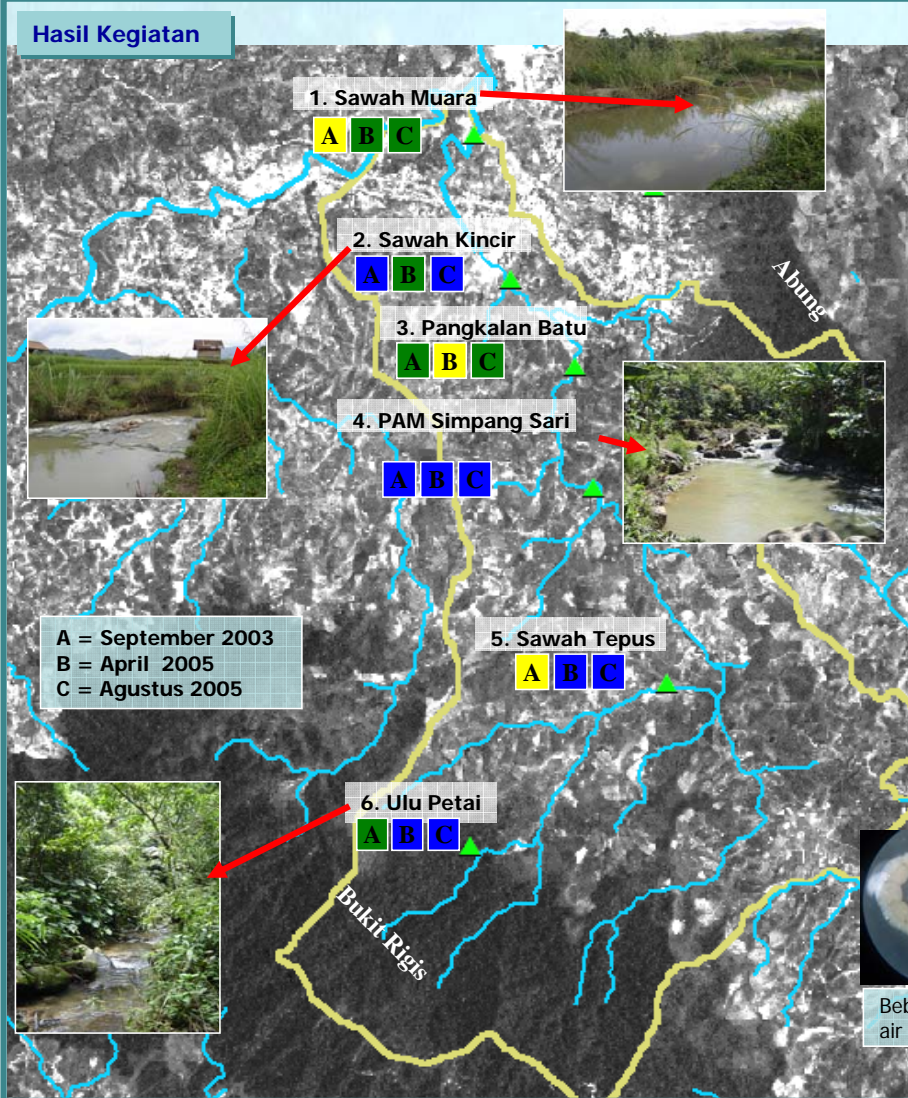 Hasil Kegiatan
1. Sawah Muara
A B C
2. Sawah Kincir
A B C
Abung
3. Pangkalan Batu
A B C
4. PAM Simpang Sari
A B C
A = September 2003
B = April 2005
C = Agustus 2005
5. Sawah Tepus
A B C
6. Ulu Petai
A B C
Bukit Rigis
air